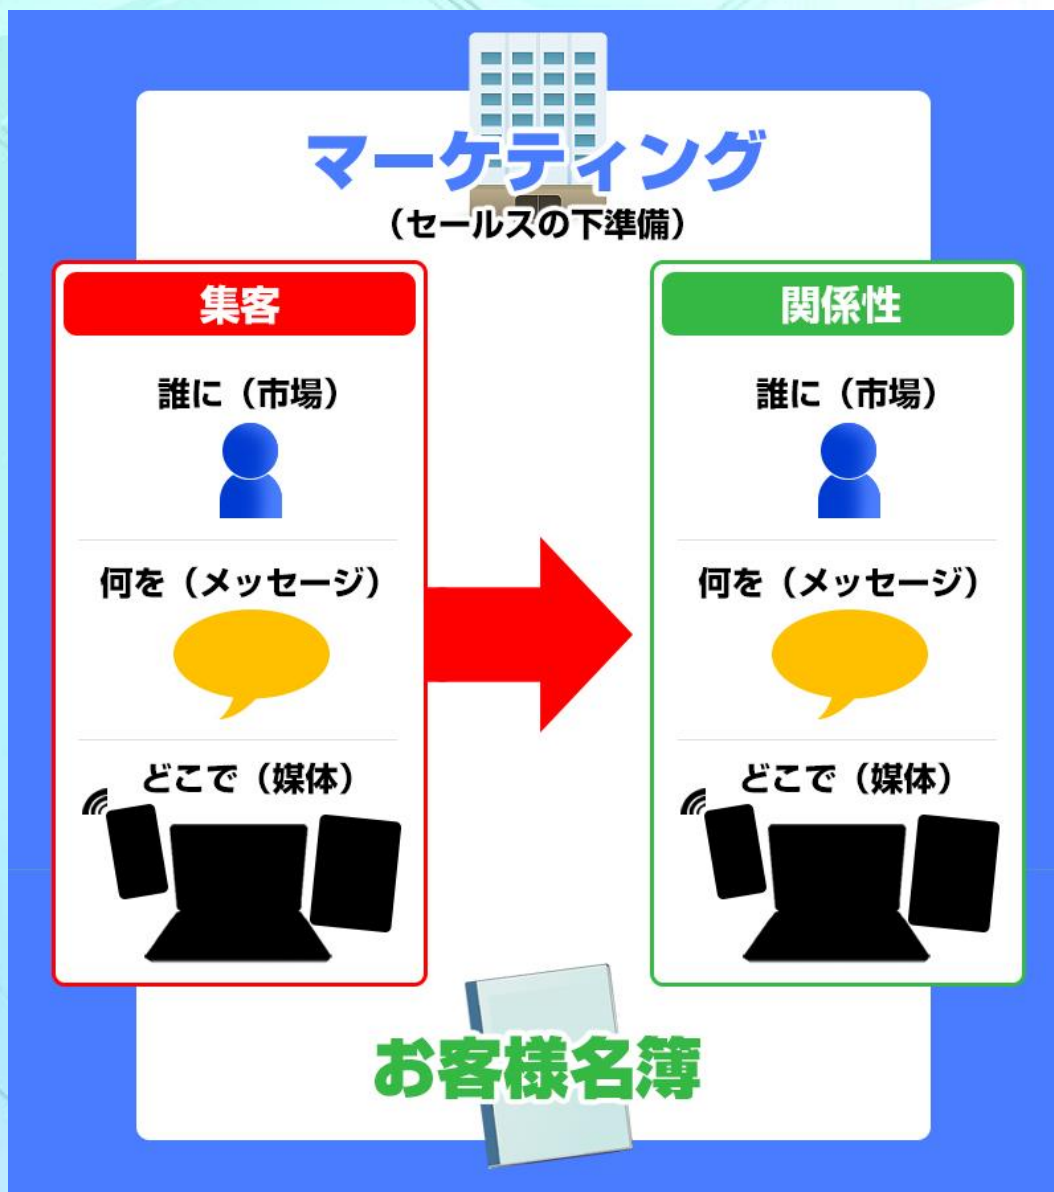 マーケティング
（セールスの下準備）
集客
誰に（市場）
何を（メッセージ）
どこで（媒体）
関係性
誰に（市場）
何を（メッセージ）
どこで（媒体）
お客様名簿